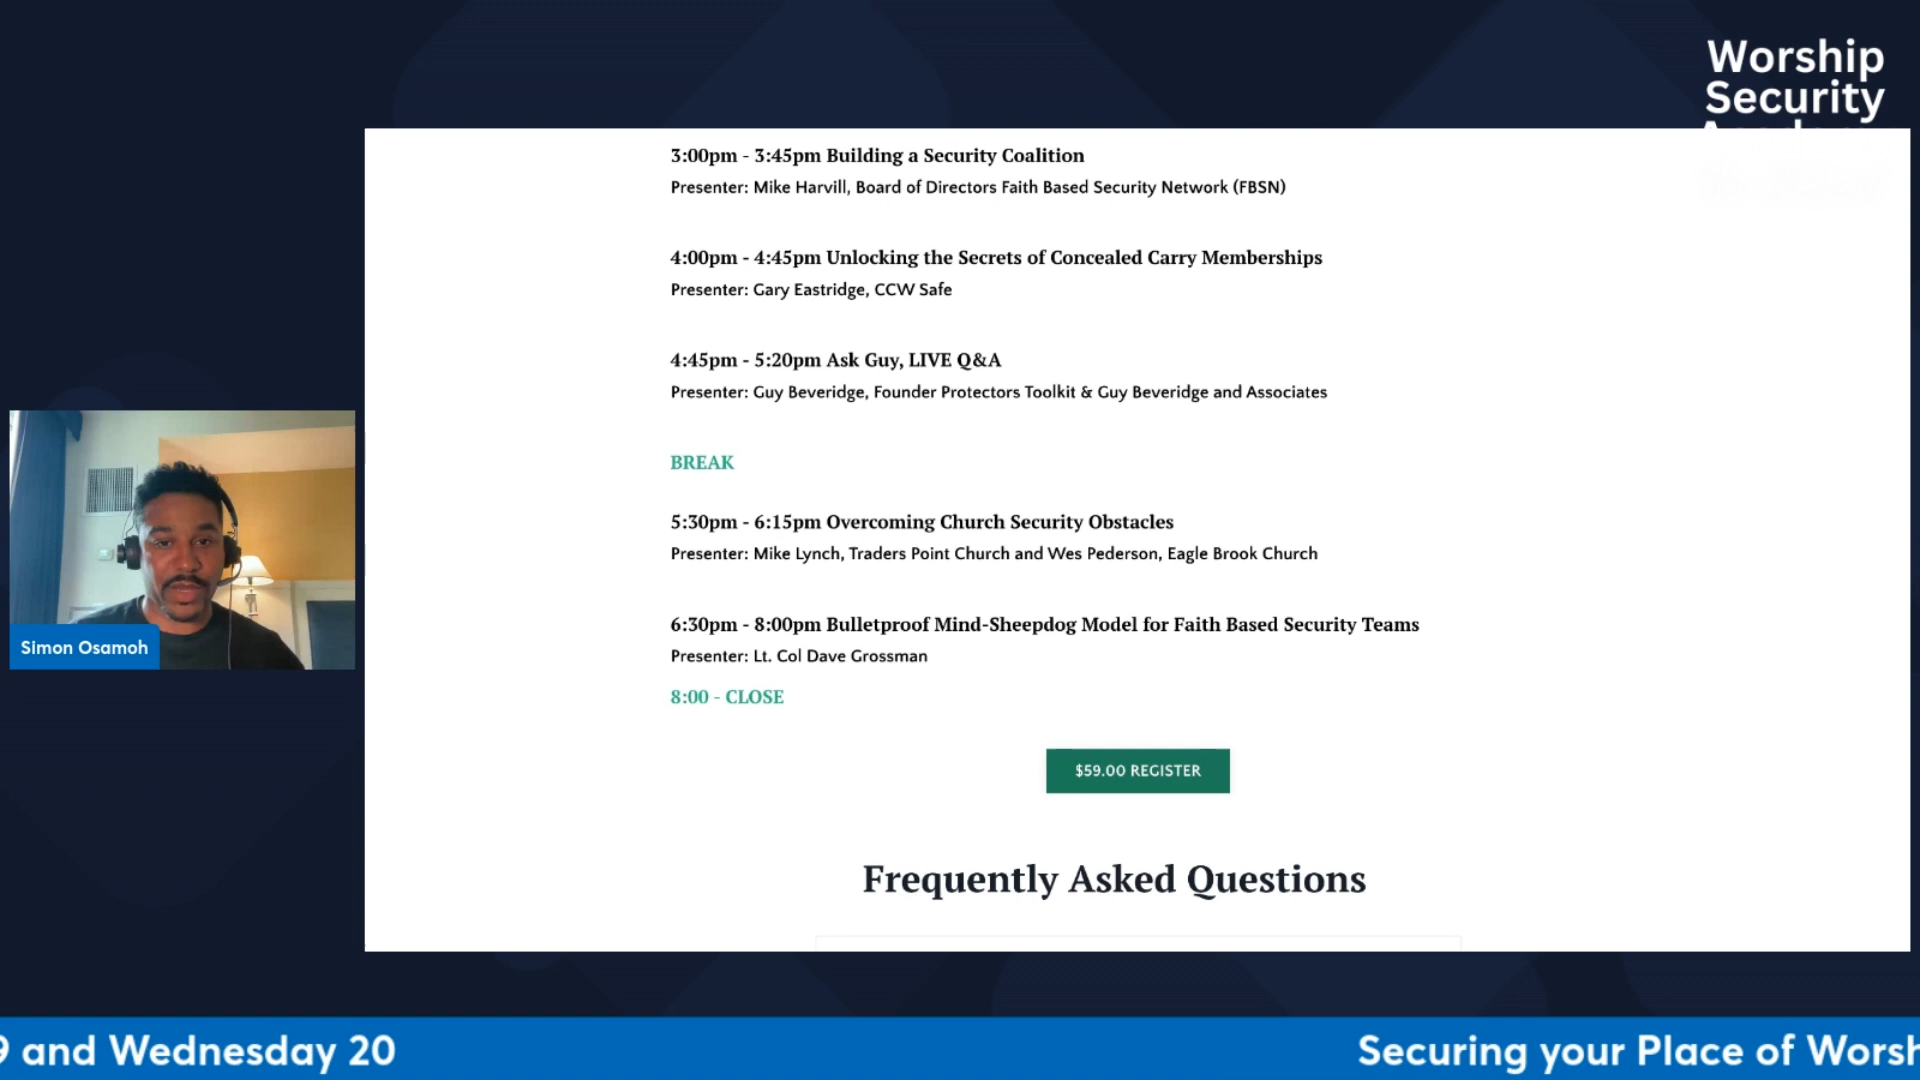 Worship
Security
3:00pm - 3:45pm Building a Security Coalition
Presenter: Mike Harvill, Board of Directors Faith Based Security Network (FBSN)
4:00pm - 4:45pm Unlocking the Secrets of Concealed Carry Memberships
Presenter: Gary Eastridge, CCW Safe
4:45pm - 5:20pm Ask Guy, LIVE Q&A
Presenter: Guy Beveridge, Founder Protectors Toolkit & Guy Beveridge and Associates
BREAK
5:30pm - 6:15pm Overcoming Church Security Obstacles
Presenter: Mike Lynch, Traders Point Church and Wes Pederson, Eagle Brook Church
6:30pm - 8:00pm Bulletproof Mind-Sheepdog Model for Faith Based Security Teams
Presenter: Lt. Col Dave Grossman
8:00 - CLOSE
$59.00 REGISTER
Frequently Asked Questions
Simon Osamoh
9 and Wednesday 20
Securing your Place of Worsh